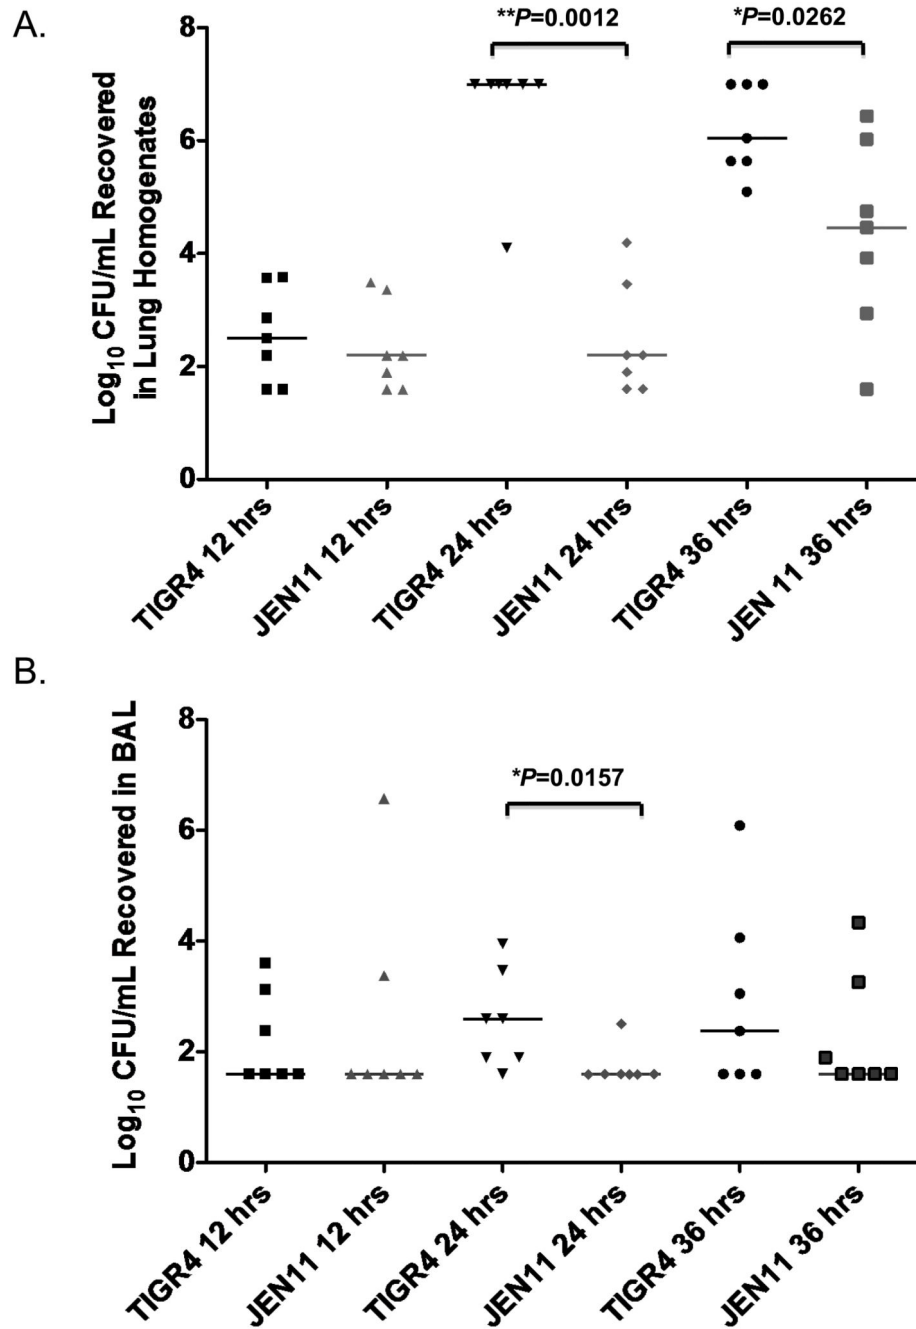 A.
**P=0.0012
*P=0.0262
Log10 CFU/mL Recovered
in Lung Homogenates
8
6
4
2
0
TIGR4 12 hrs
JEN11 12 hrs
TIGR4 24 hrs
JEN11 24 hrs
TIGR4 36 hrs
JEN 11 36 hrs
B.
*P=0.0157
Log10 CFU/mL Recovered in BAL
8
6
4
2
0
TIGR4 12 hrs
JEN11 12 hrs
TIGR4 24 hrs
JEN11 24 hrs
TIGR4 36 hrs
JEN11 36 hrs